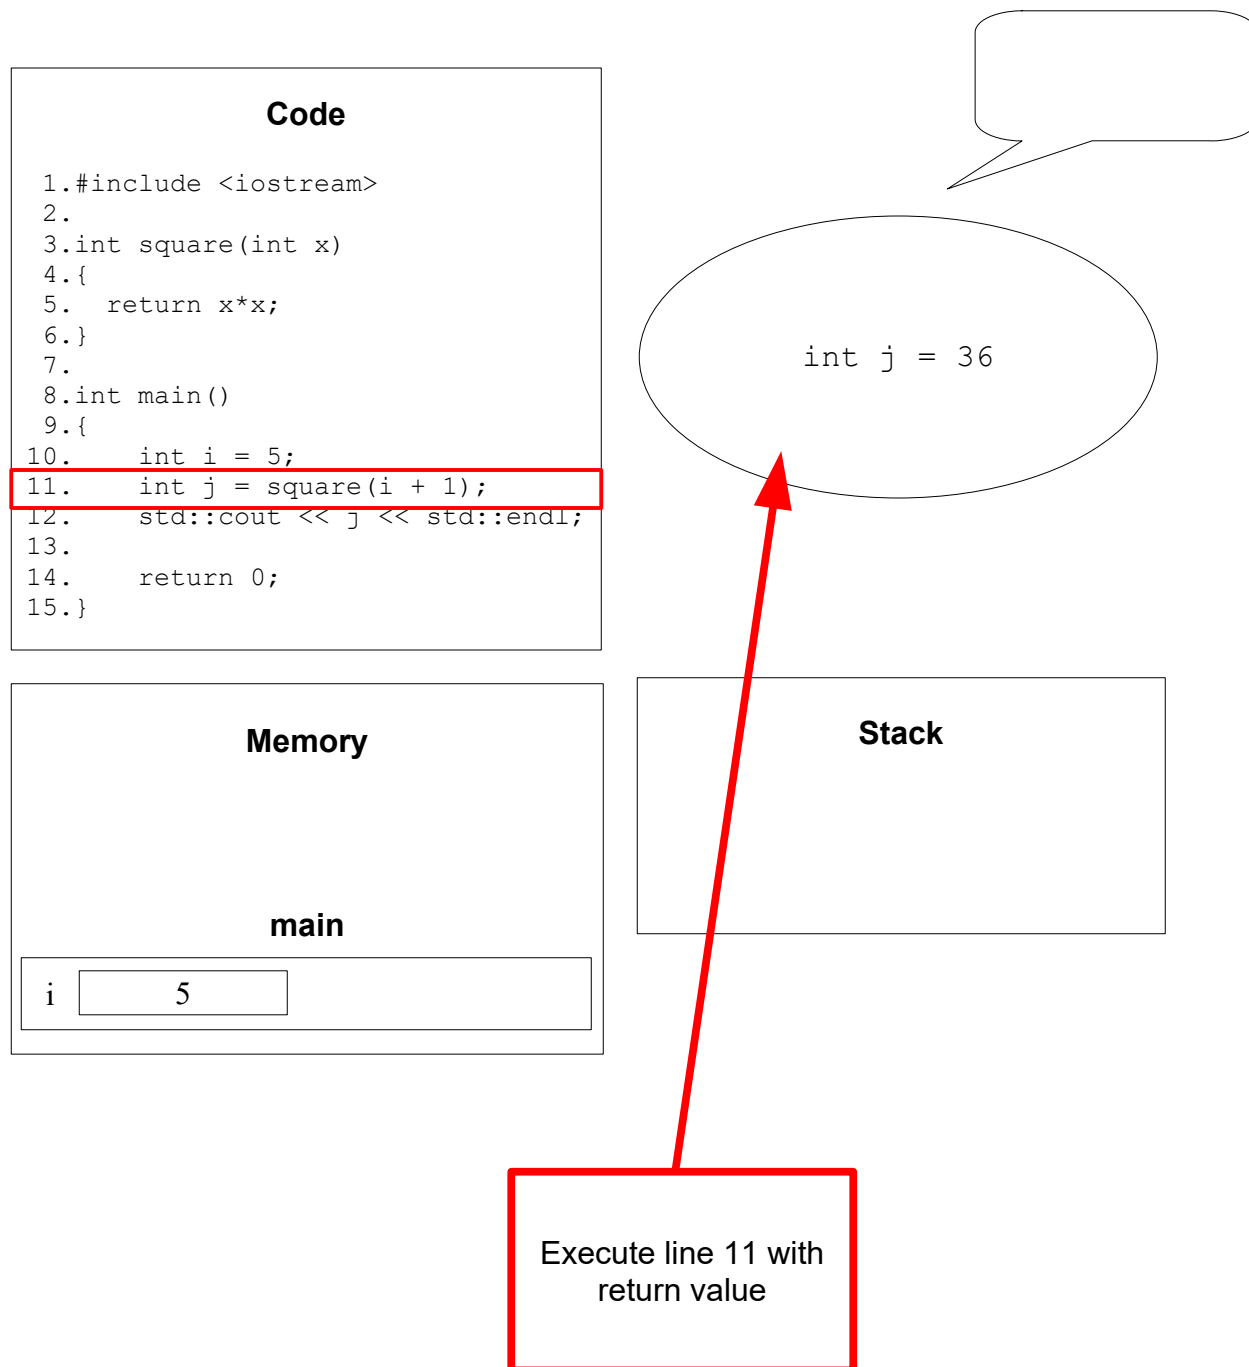 Code
1.#include <iostream>
2.
3.int square(int x)
4.{
5.  return x*x;
6.}
7.
8.int main()
9.{
10.    int i = 5;
11.    int j = square(i + 1);
12.    std::cout << j << std::endl;
13.
14.    return 0;
15.}
int j = 36
Memory
main
i 5
Stack
Execute line 11 with
return value